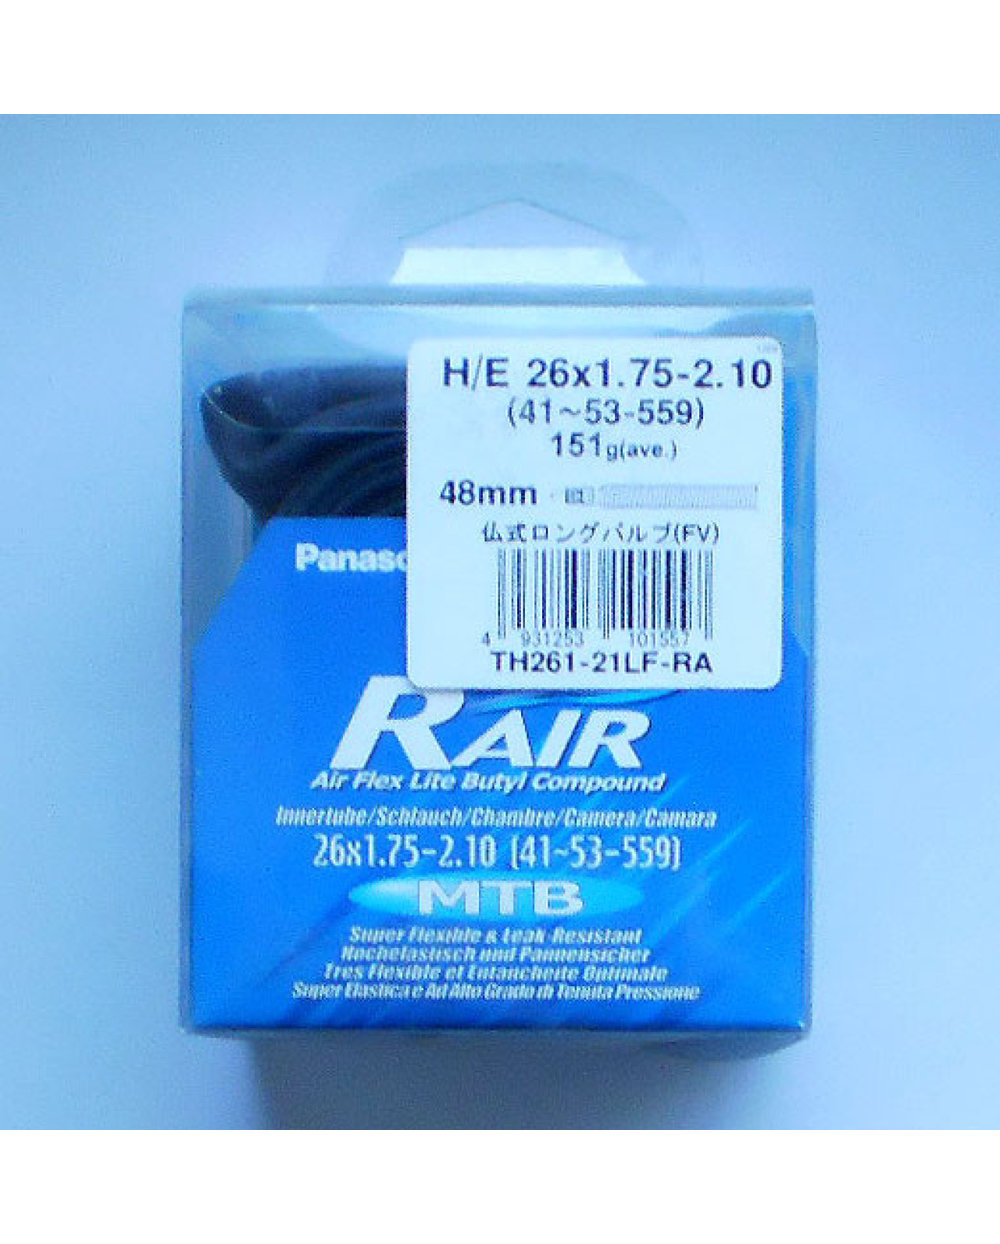 H/E 26x1.75-2.10
(41~53-559)
151g(ave.)
48mm
仏式ロングバルブ(FV)
4 931253 101557
TH261-21LF-RA
Panaso
RAIR
Air Flex Lite Butyl Compound
Innertube/Schlauch/Chambre/Camera/Camara
26x1.75-2.10 (41~53-559)
MTB
Super Flexible & Leak-Resistant
Hochelastisch und Pannensicher
Tres Flexible et Entancheite Optimale
Super Elastica e Ad Alto Grado di Tenuta Pressione